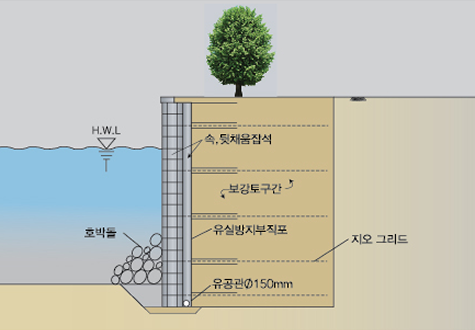 H.W.L
속,뒷채움잡석
보강토구간
호박돌
유실방지부직포
지오 그리드
유공관Ø150mm